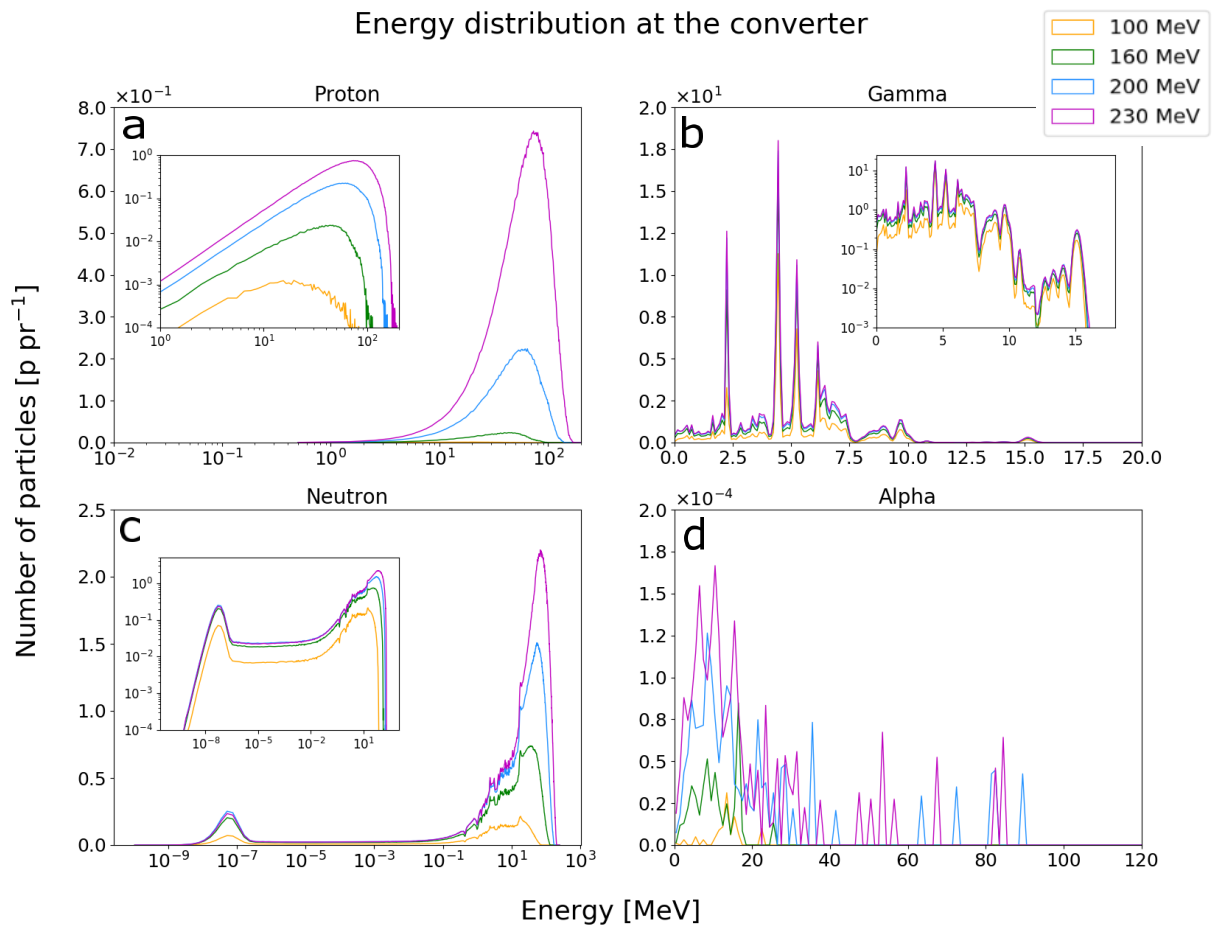 Energy distribution at the converter
100 MeV
160 MeV
200 MeV
230 MeV
Number of particles [p pr⁻¹]
Energy [MeV]
Proton
×10⁻¹
a
8.0
7.0
6.0
5.0
4.0
3.0
2.0
1.0
0.0
10⁻² 10⁻¹ 10⁰ 10¹ 10²
10⁰
10⁻¹
10⁻²
10⁻³
10⁻⁴
10⁰ 10¹ 10²
Gamma
×10¹
b
2.0
1.8
1.5
1.2
1.0
0.8
0.5
0.2
0.0
0.0 2.5 5.0 7.5 10.0 12.5 15.0 17.5 20.0
10¹
10⁰
10⁻¹
10⁻²
10⁻³
0 5 10 15
Neutron
c
2.5
2.0
1.5
1.0
0.5
0.0
10⁻⁹ 10⁻⁷ 10⁻⁵ 10⁻³ 10⁻¹ 10¹ 10³
10⁰
10⁻¹
10⁻²
10⁻³
10⁻⁴
10⁻⁸ 10⁻⁵ 10⁻² 10¹
Alpha
×10⁻⁴
d
2.0
1.8
1.5
1.2
1.0
0.8
0.5
0.2
0.0
0 20 40 60 80 100 120